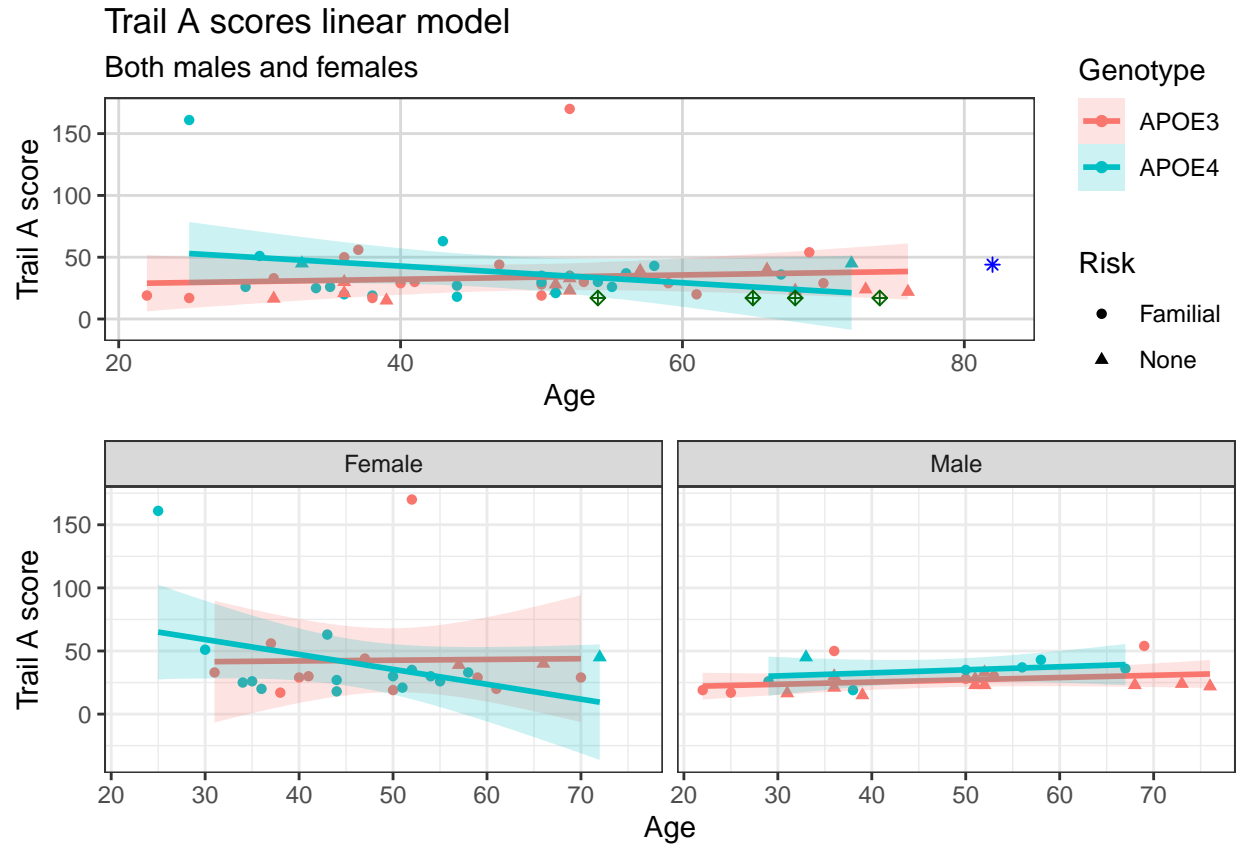 Trail A scores linear model
Both males and females
Trail A score
150
100
50
0
20
40
60
80
Age
Genotype
APOE3
APOE4
Risk
Familial
None
Female
Male
Trail A score
150
100
50
0
20
30
40
50
60
70
20
30
40
50
60
70
Age